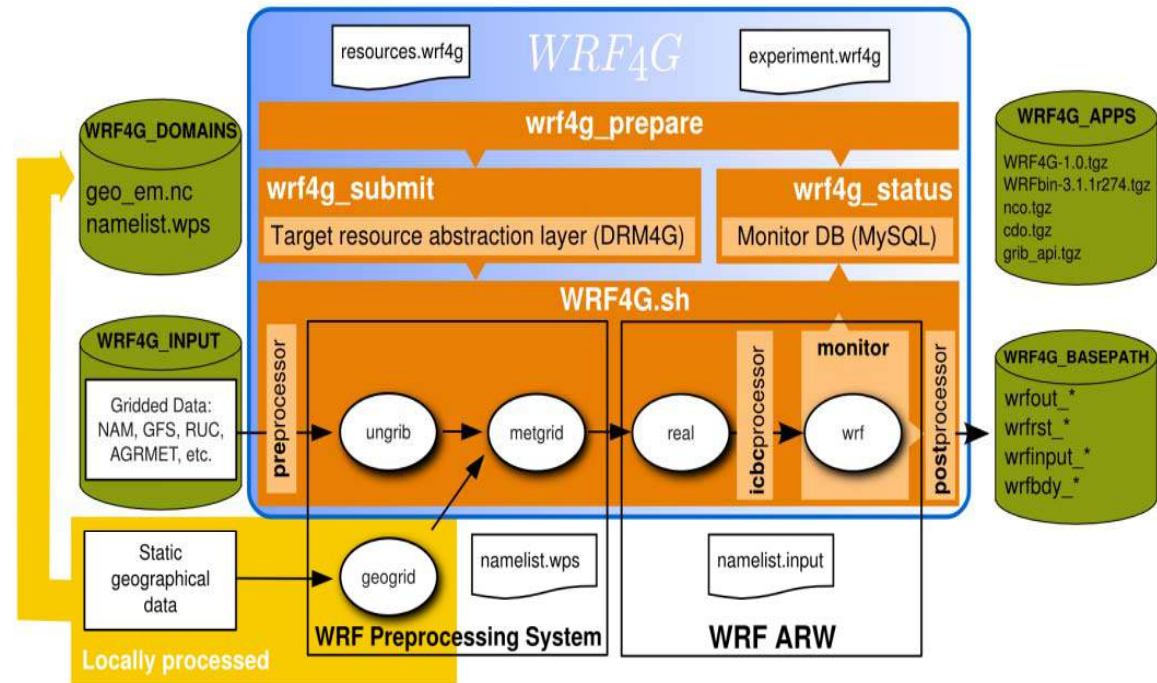 resources.wrf4g
WRF4G
experiment.wrf4g
WRF4G_DOMAINS
geo_em.nc
namelist.wps
wrf4g_prepare
WRF4G_APPS
WRF4G-1.0.tgz
WRFbin-3.1.1r274.tgz
nco.tgz
cdo.tgz
grib_api.tgz
wrf4g_submit
Target resource abstraction layer (DRM4G)
wrf4g_status
Monitor DB (MySQL)
WRF4G.sh
WRF4G_INPUT
Gridded Data:
NAM, GFS, RUC,
AGRMET, etc.
preprocessor
ungrib
metgrid
real
icbcprocessor
monitor
wrf
postprocessor
WRF4G_BASEPATH
wrfout_*
wrfrst_*
wrfinput_*
wrfbdy_*
Static
geographical
data
geogrid
namelist.wps
namelist.input
WRF Preprocessing System
WRF ARW
Locally processed